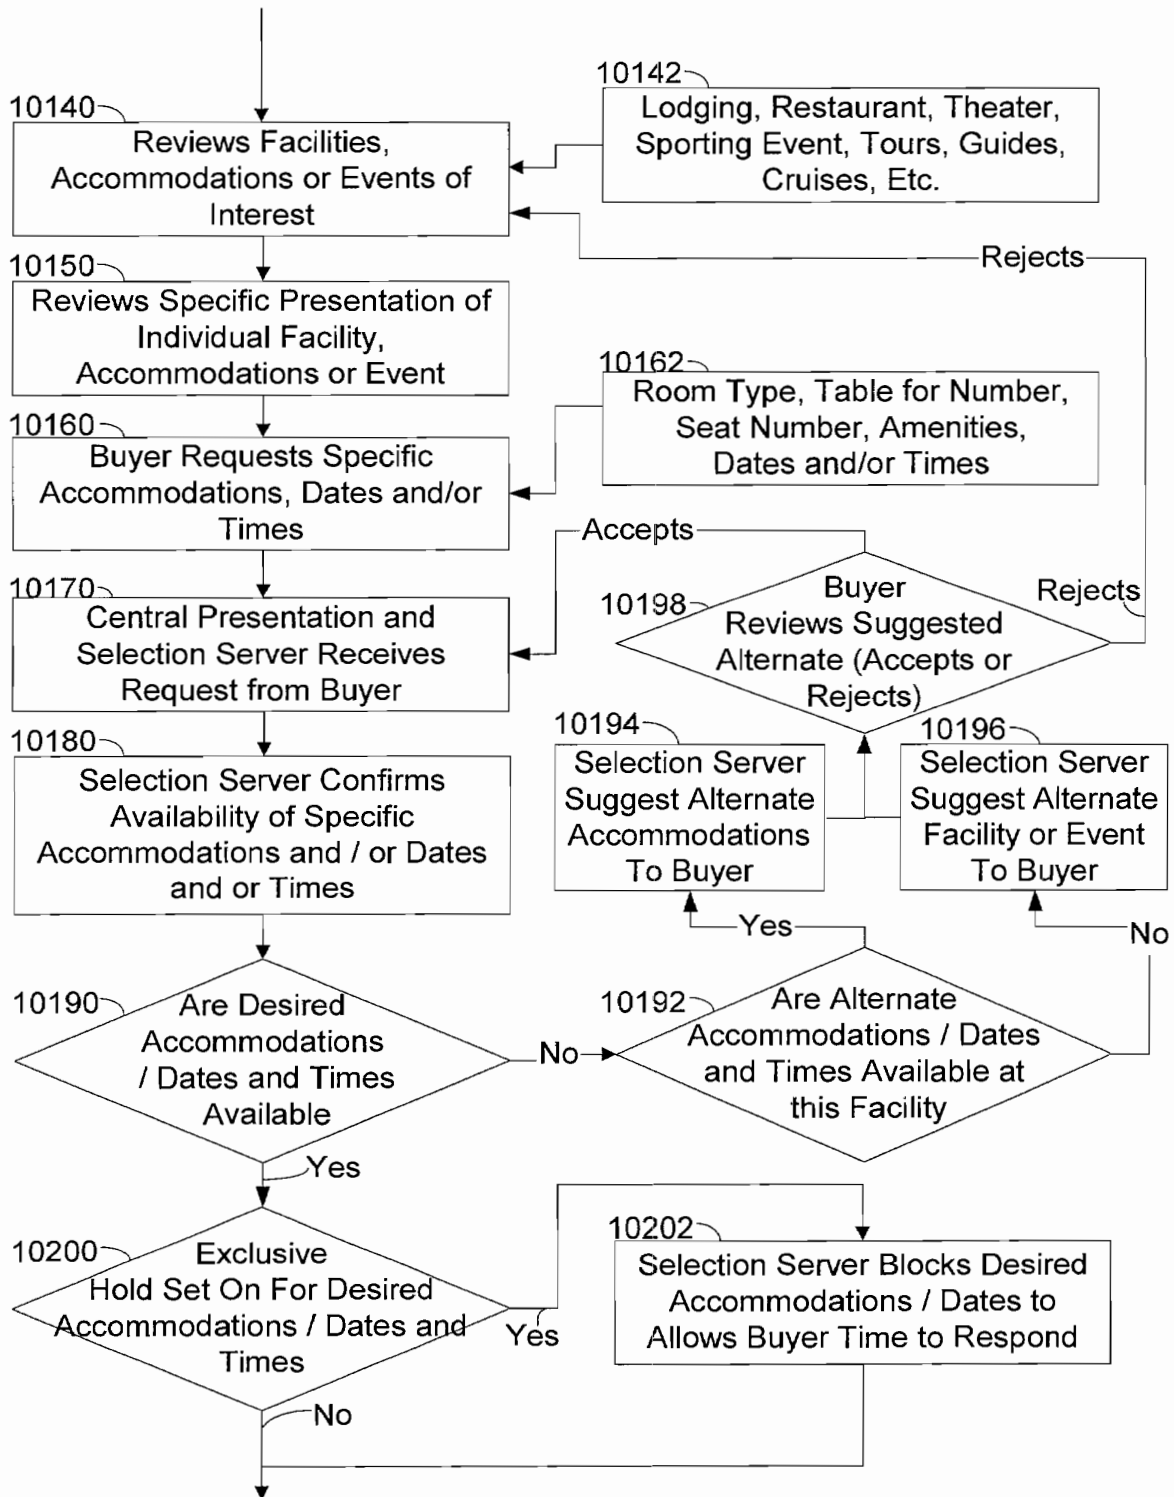 10142
Lodging, Restaurant, Theater,
Sporting Event, Tours, Guides,
Cruises, Etc.
10140
Reviews Facilities,
Accommodations or Events of
Interest
Rejects
10150
Reviews Specific Presentation of
Individual Facility,
Accommodations or Event
10162
Room Type, Table for Number,
Seat Number, Amenities,
Dates and/or Times
10160
Buyer Requests Specific
Accommodations, Dates and/or
Times
Accepts
10170
Central Presentation and
Selection Server Receives
Request from Buyer
10198
Buyer
Reviews Suggested
Alternate (Accepts or
Rejects)
Rejects
10180
Selection Server Confirms
Availability of Specific
Accommodations and / or Dates
and or Times
10194
Selection Server
Suggest Alternate
Accommodations
To Buyer
10196
Selection Server
Suggest Alternate
Facility or Event
To Buyer
Yes
No
10190
Are Desired
Accommodations
/ Dates and Times
Available
No
10192
Are Alternate
Accommodations / Dates
and Times Available at
this Facility
Yes
10200
Exclusive
Hold Set On For Desired
Accommodations / Dates and
Times
Yes
10202
Selection Server Blocks Desired
Accommodations / Dates to
Allows Buyer Time to Respond
No